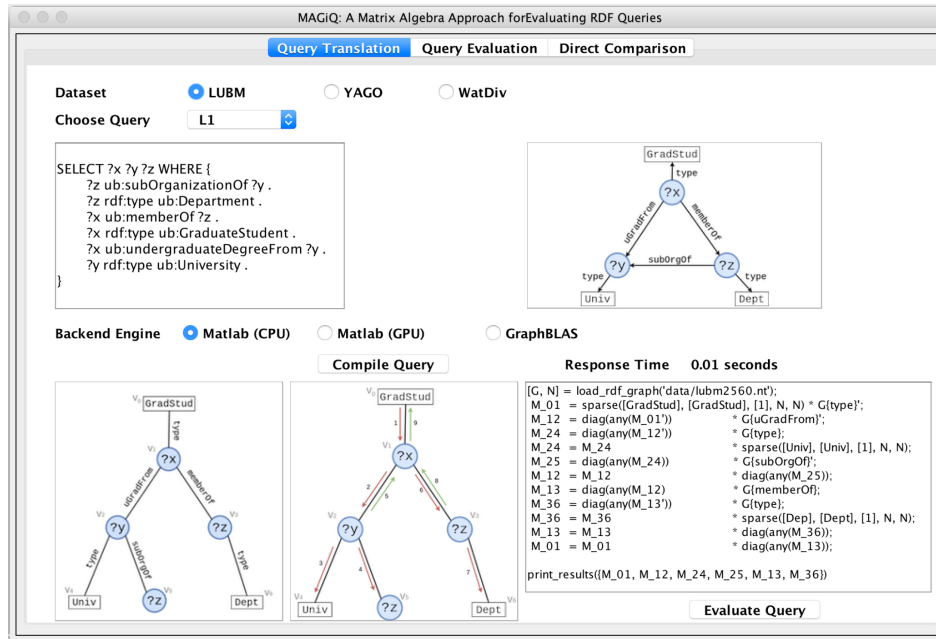 MAGiQ: A Matrix Algebra Approach forEvaluating RDF Queries
Query Translation Query Evaluation Direct Comparison
Dataset LUBM YAGO WatDiv
Choose Query L1
SELECT ?x ?y ?z WHERE {
?z ub:subOrganizationOf ?y .
?z rdf:type ub:Department .
?x ub:memberOf ?z .
?x rdf:type ub:GraduateStudent .
?x ub:undergraduateDegreeFrom ?y .
?y rdf:type ub:University .
}
GradStud
type
?x
uGradFrom memberOf
?y subOrgOf ?z
type type
Univ Dept
Backend Engine Matlab (CPU) Matlab (GPU) GraphBLAS
Compile Query Response Time 0.01 seconds
V₀ GradStud
type
V₁
?x
uGradFrom memberOf
V₂ V₃
?y ?z
type subOrgOf type
V₄ V₅ V₆
Univ ?z Dept
V₀ GradStud
1 9
V₁
?x
2 5 6 8
V₂ V₃
?y ?z
3 4 7
V₄ V₅ V₆
Univ ?z Dept
[G, N] = load_rdf_graph('data/lubm2560.nt');
M_01 = sparse([GradStud], [GradStud], [1], N, N) * G{type}';
M_12 = diag(any(M_01')) * G{uGradFrom}';
M_24 = diag(any(M_12')) * G{type};
M_24 = M_24 * sparse([Univ], [Univ], [1], N, N);
M_25 = diag(any(M_24)) * G{subOrgOf}';
M_12 = M_12 * diag(any(M_25));
M_13 = diag(any(M_12) * G{memberOf};
M_36 = diag(any(M_13')) * G{type};
M_36 = M_36 * sparse([Dep], [Dept], [1], N, N);
M_13 = M_13 * diag(any(M_36));
M_01 = M_01 * diag(any(M_13));
print_results({M_01, M_12, M_24, M_25, M_13, M_36})
Evaluate Query